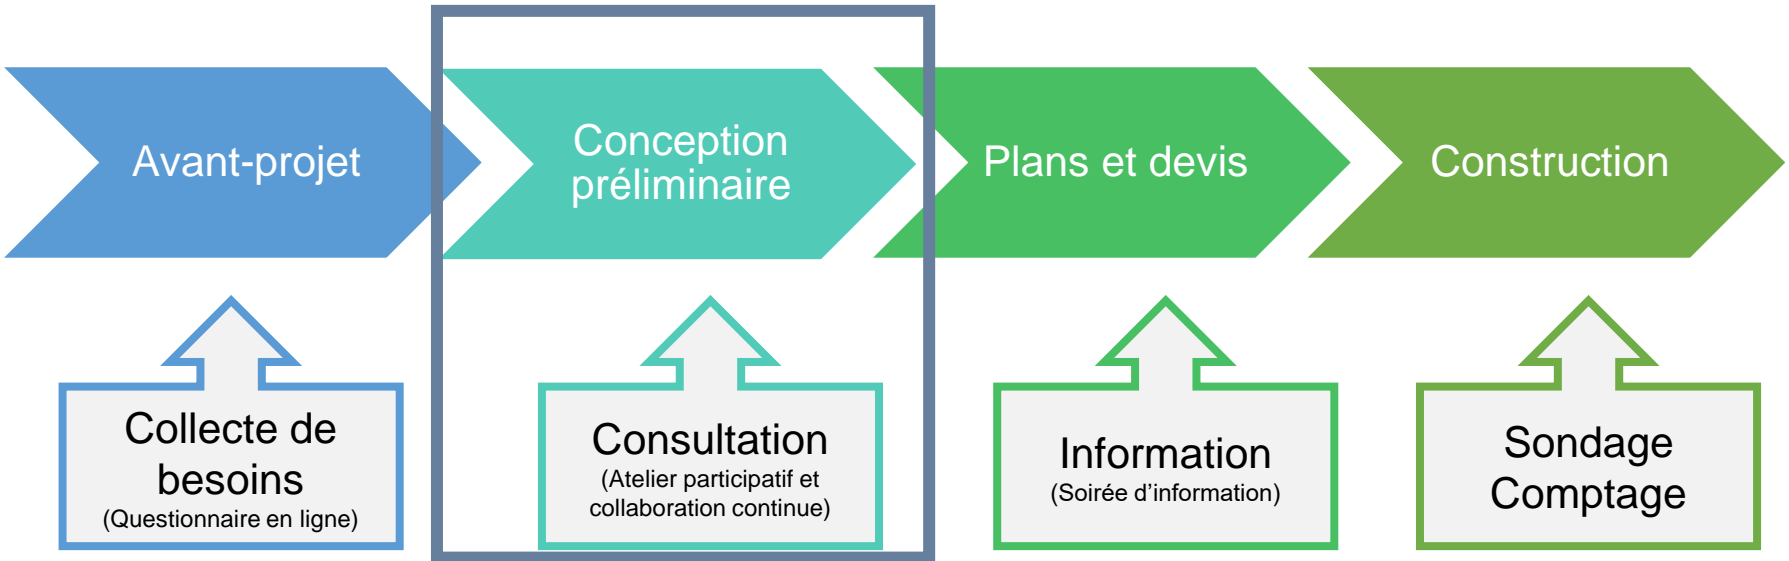 Avant-projet
Conception
préliminaire
Plans et devis
Construction
Collecte de
besoins
(Questionnaire en ligne)
Consultation
(Atelier participatif et
collaboration continue)
Information
(Soirée d’information)
Sondage
Comptage